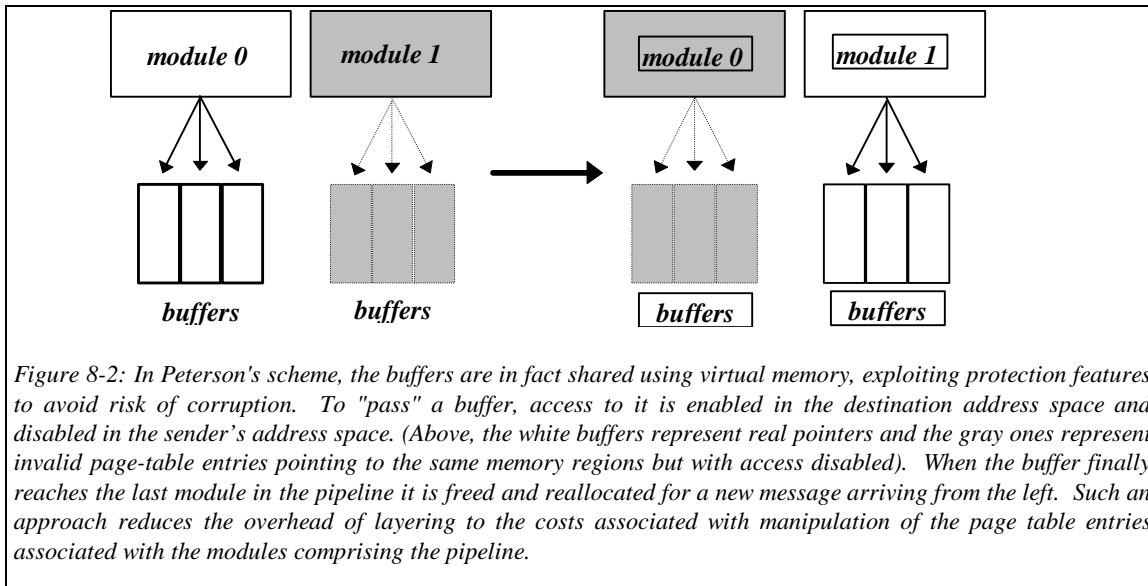 module 0
module 1
module 0
module 1
buffers
buffers
buffers
buffers
Figure 8-2: In Peterson's scheme, the buffers are in fact shared using virtual memory, exploiting protection features
to avoid risk of corruption. To "pass" a buffer, access to it is enabled in the destination address space and
disabled in the sender's address space. (Above, the white buffers represent real pointers and the gray ones represent
invalid page-table entries pointing to the same memory regions but with access disabled). When the buffer finally
reaches the last module in the pipeline it is freed and reallocated for a new message arriving from the left. Such an
approach reduces the overhead of layering to the costs associated with manipulation of the page table entries
associated with the modules comprising the pipeline.